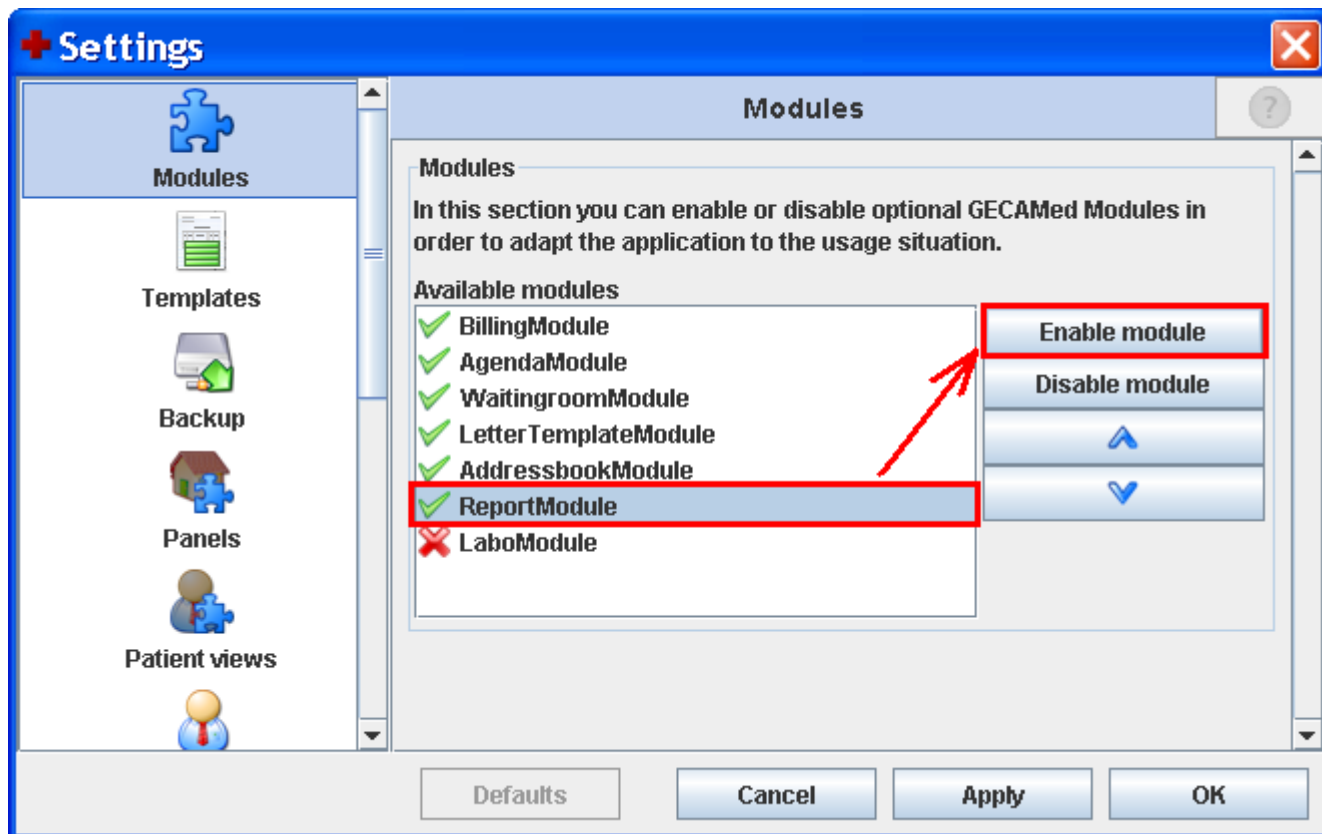 Settings
Modules
Templates
Backup
Panels
Patient views
Modules
?
Modules
In this section you can enable or disable optional GECAMed Modules in
order to adapt the application to the usage situation.
Available modules
BillingModule
AgendaModule
WaitingroomModule
LetterTemplateModule
AddressbookModule
ReportModule
LaboModule
Enable module
Disable module
Defaults
Cancel
Apply
OK